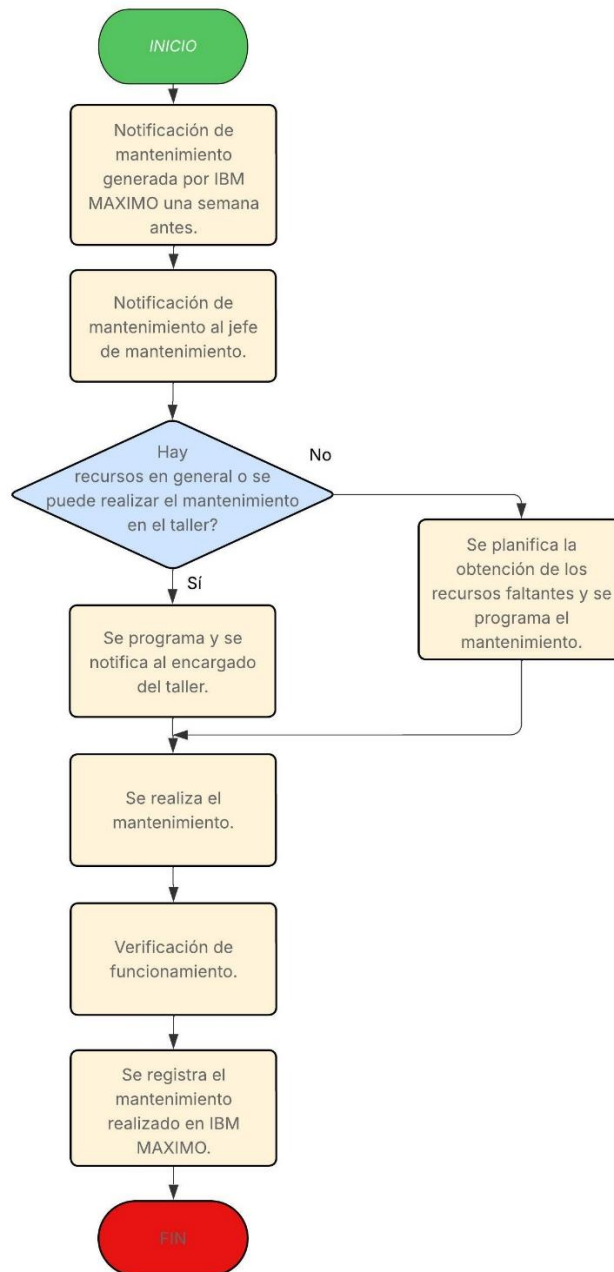 INICIO
Notificación de
mantenimiento
generada por IBM
MAXIMO una semana
antes.
Notificación de
mantenimiento al jefe
de mantenimiento.
Hay
recursos en general o se
puede realizar el mantenimiento
en el taller?
No
Se planifica la
obtención de los
recursos faltantes y se
programa el
mantenimiento.
Sí
Se programa y se
notifica al encargado
del taller.
Se realiza el
mantenimiento.
Verificación de
funcionamiento.
Se registra el
mantenimiento
realizado en IBM
MAXIMO.
FIN